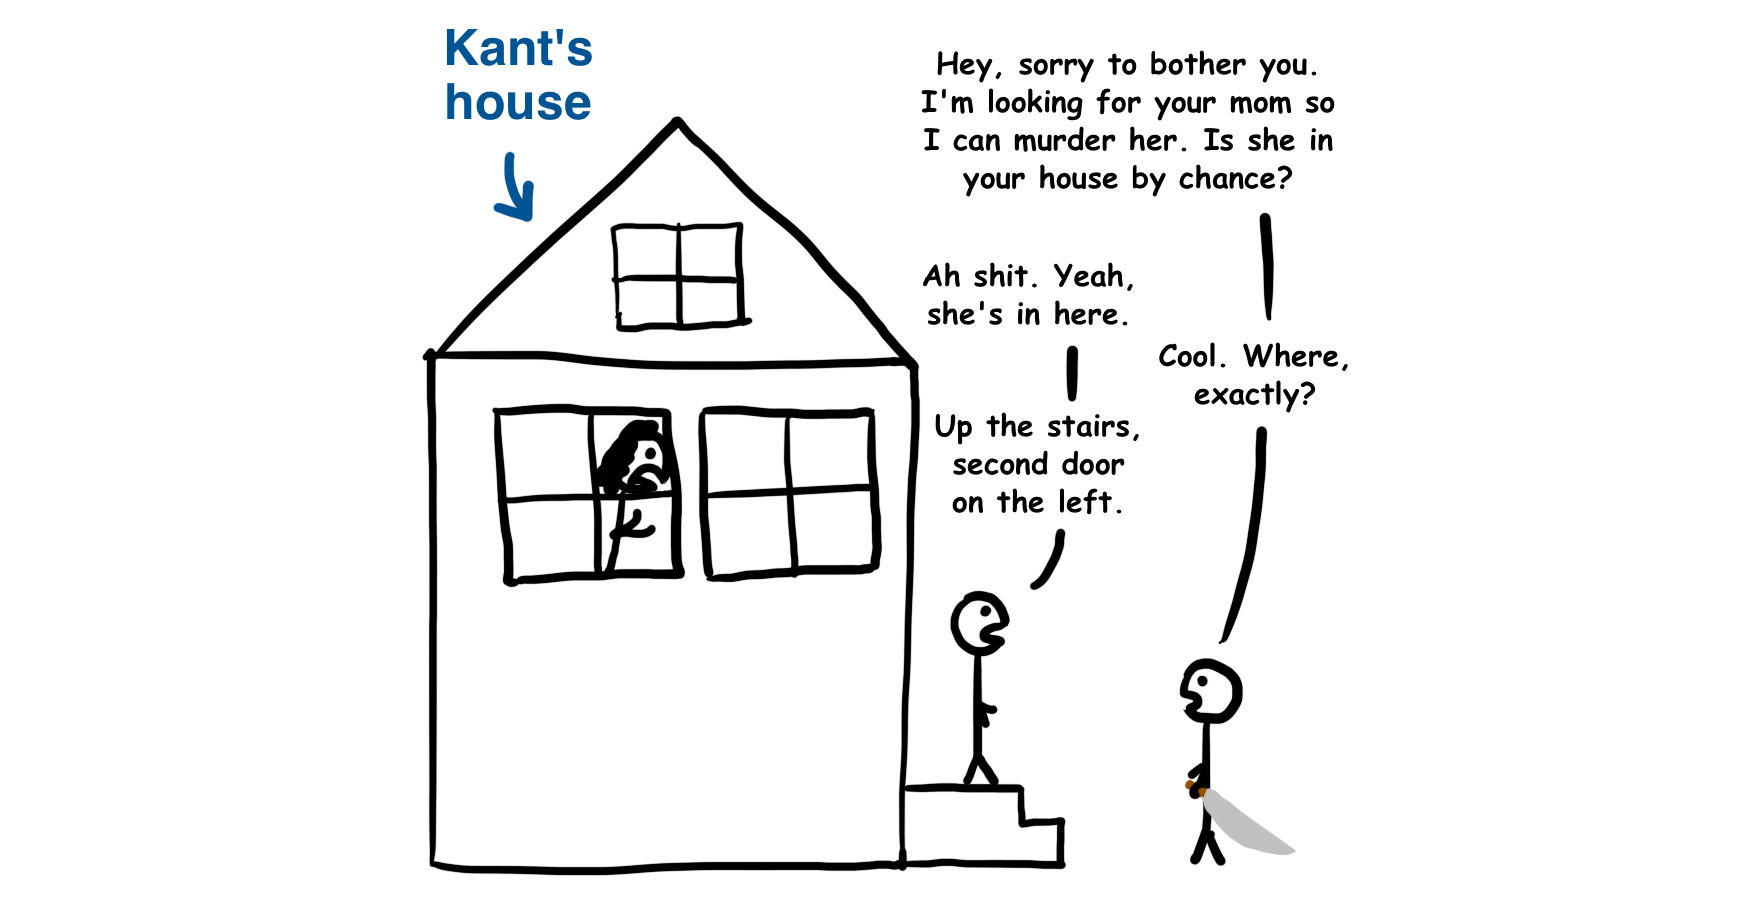 Kant's
house
Hey, sorry to bother you.
I'm looking for your mom so
I can murder her. Is she in
your house by chance?
Ah shit. Yeah,
she's in here.
Cool. Where,
exactly?
Up the stairs,
second door
on the left.